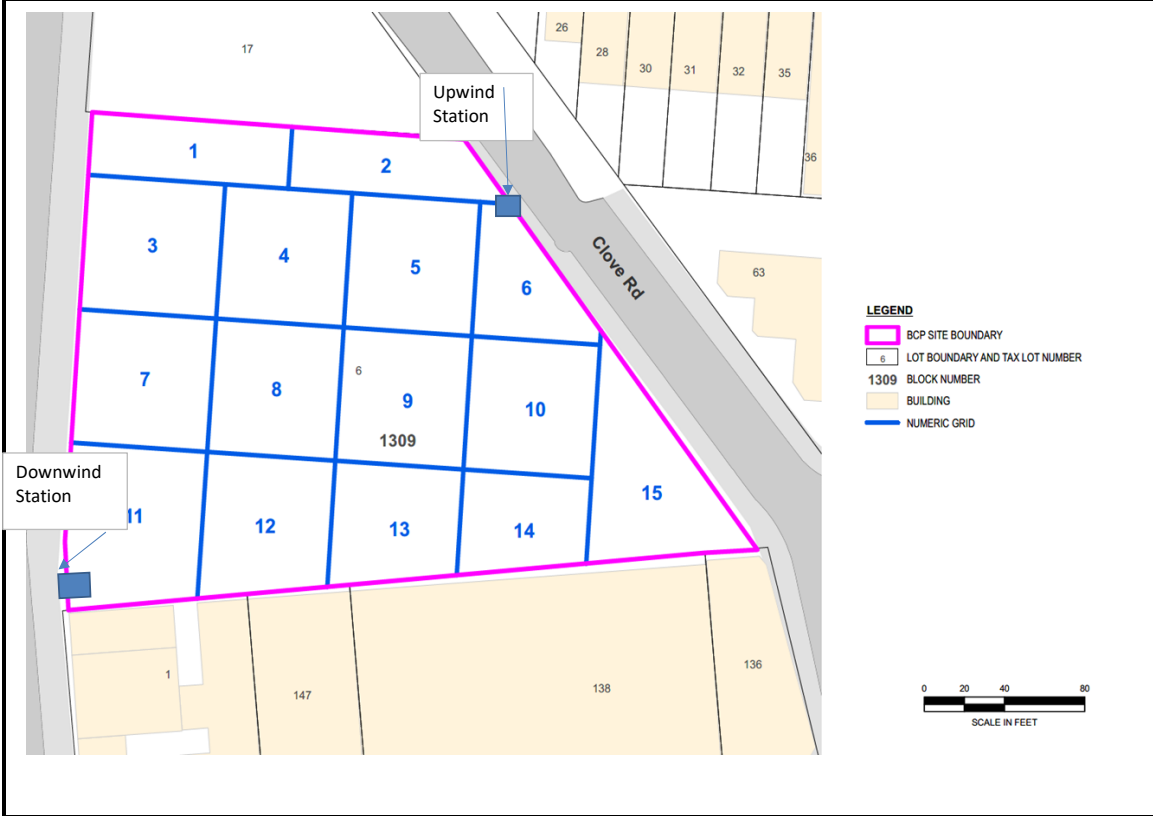 26
17
28
30
31
32
35
Upwind
Station
1
2
36
3
4
5
6
Clove Rd
63
LEGEND
BCP SITE BOUNDARY
6 LOT BOUNDARY AND TAX LOT NUMBER
1309 BLOCK NUMBER
BUILDING
NUMERIC GRID
7
8
6
9
10
1309
Downwind
Station
11
12
13
14
15
1
147
138
136
0 20 40 80
SCALE IN FEET